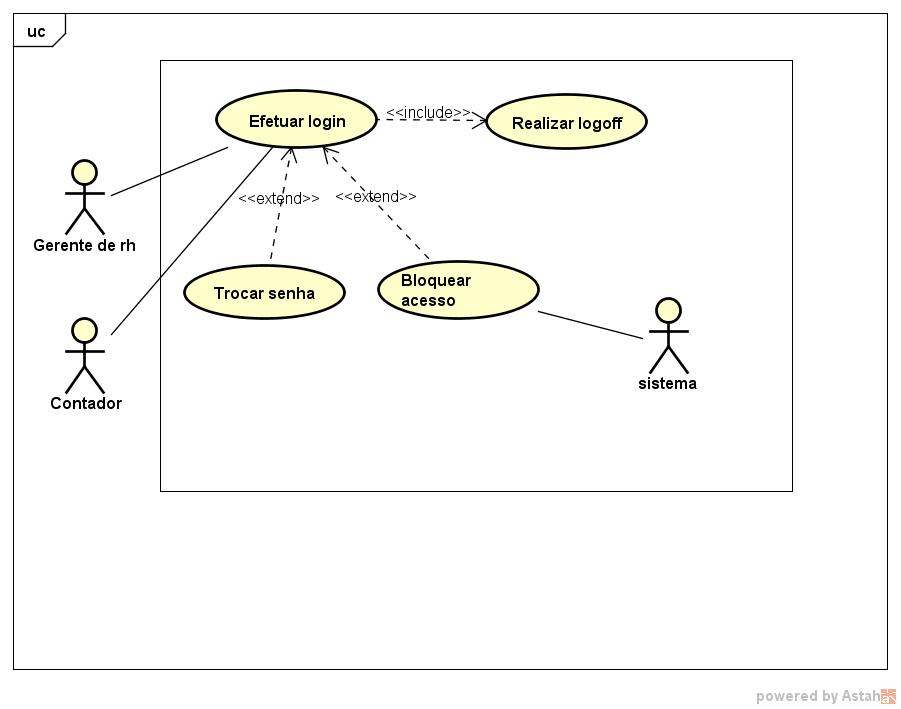 uc
Efetuar login
<<include>>
Realizar logoff
<<extend>>
<<extend>>
Gerente de rh
Trocar senha
Bloquear
acesso
sistema
Contador
powered by Astah